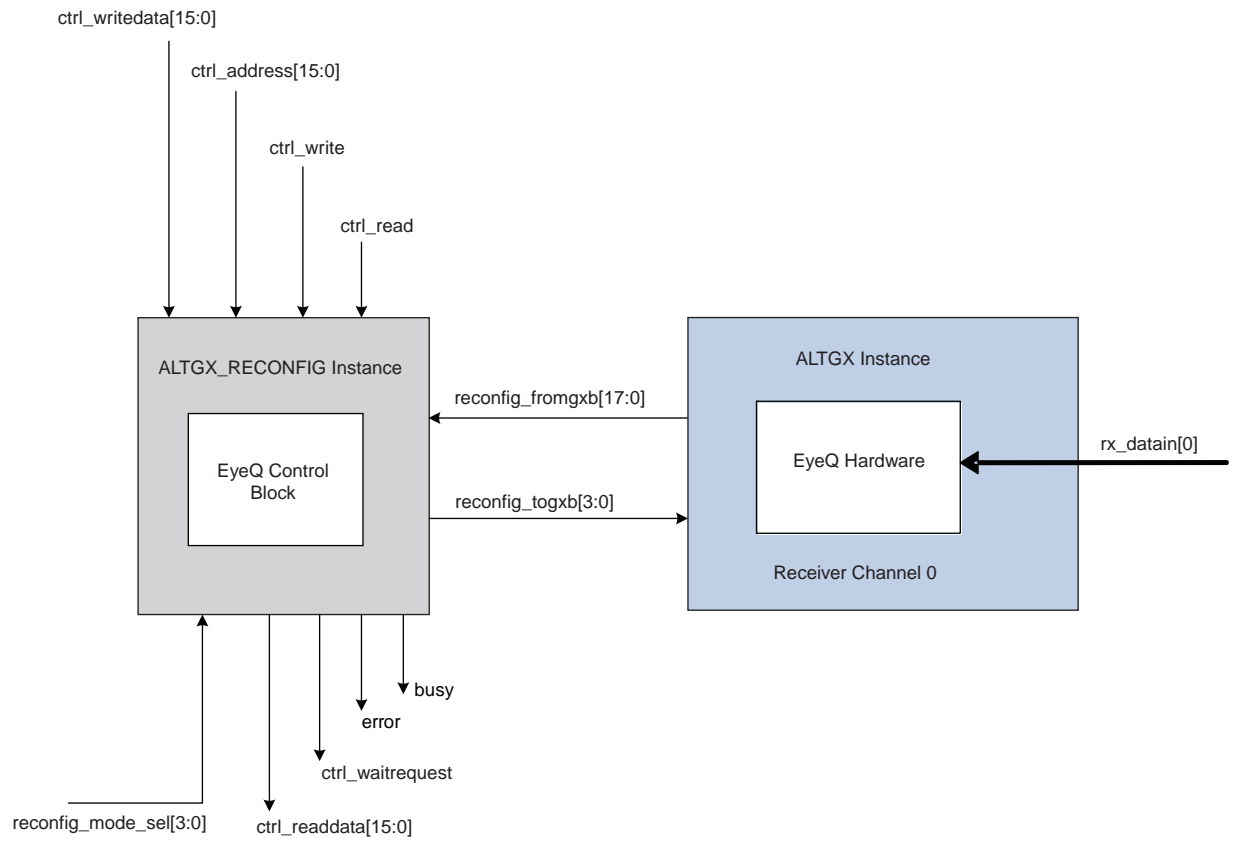 ctrl_writedata[15:0]
ctrl_address[15:0]
ctrl_write
ctrl_read
ALTGX_RECONFIG Instance
EyeQ Control
Block
reconfig_fromgxb[17:0]
reconfig_togxb[3:0]
ALTGX Instance
EyeQ Hardware
Receiver Channel 0
rx_datain[0]
busy
error
ctrl_waitrequest
reconfig_mode_sel[3:0]
ctrl_readdata[15:0]